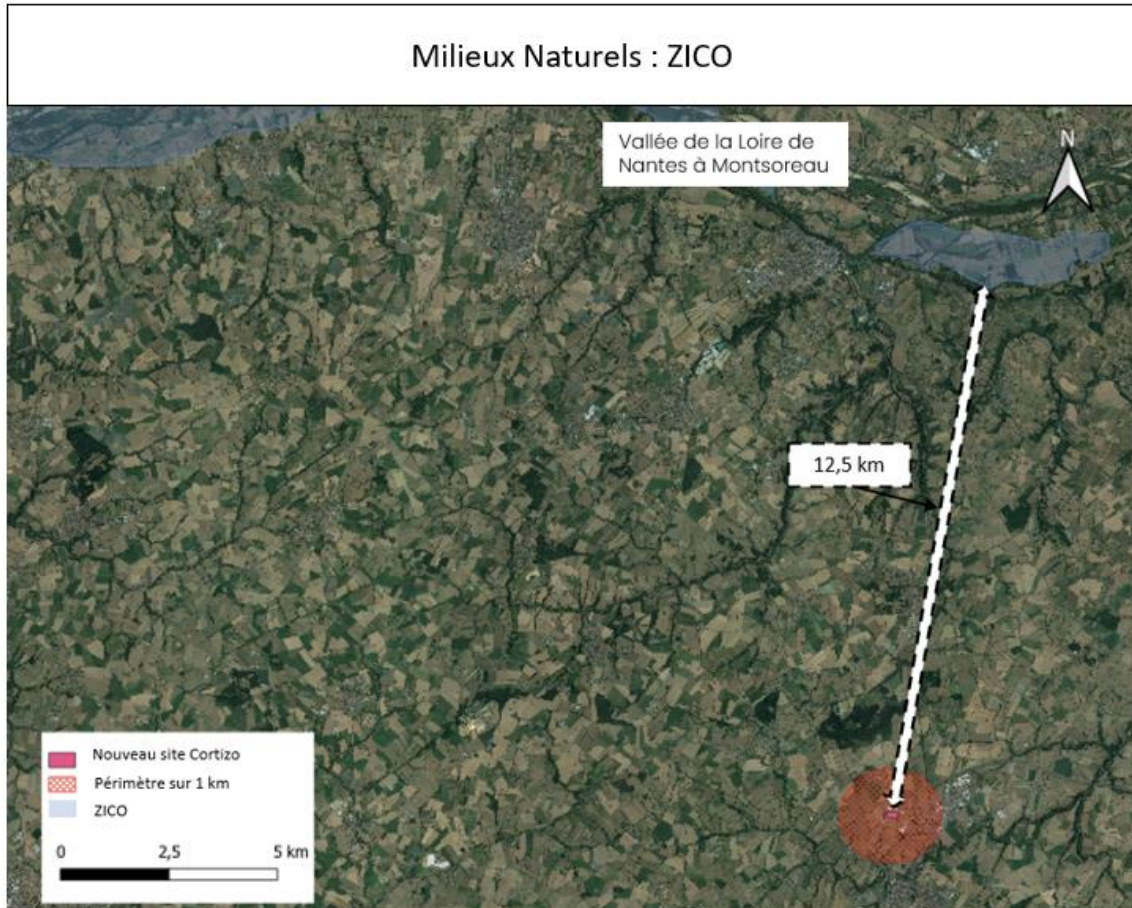 Milieux Naturels : ZICO
Vallée de la Loire de
Nantes à Montsoreau
N
12,5 km
Nouveau site Cortizo
Périmètre sur 1 km
ZICO
0 2,5 5 km